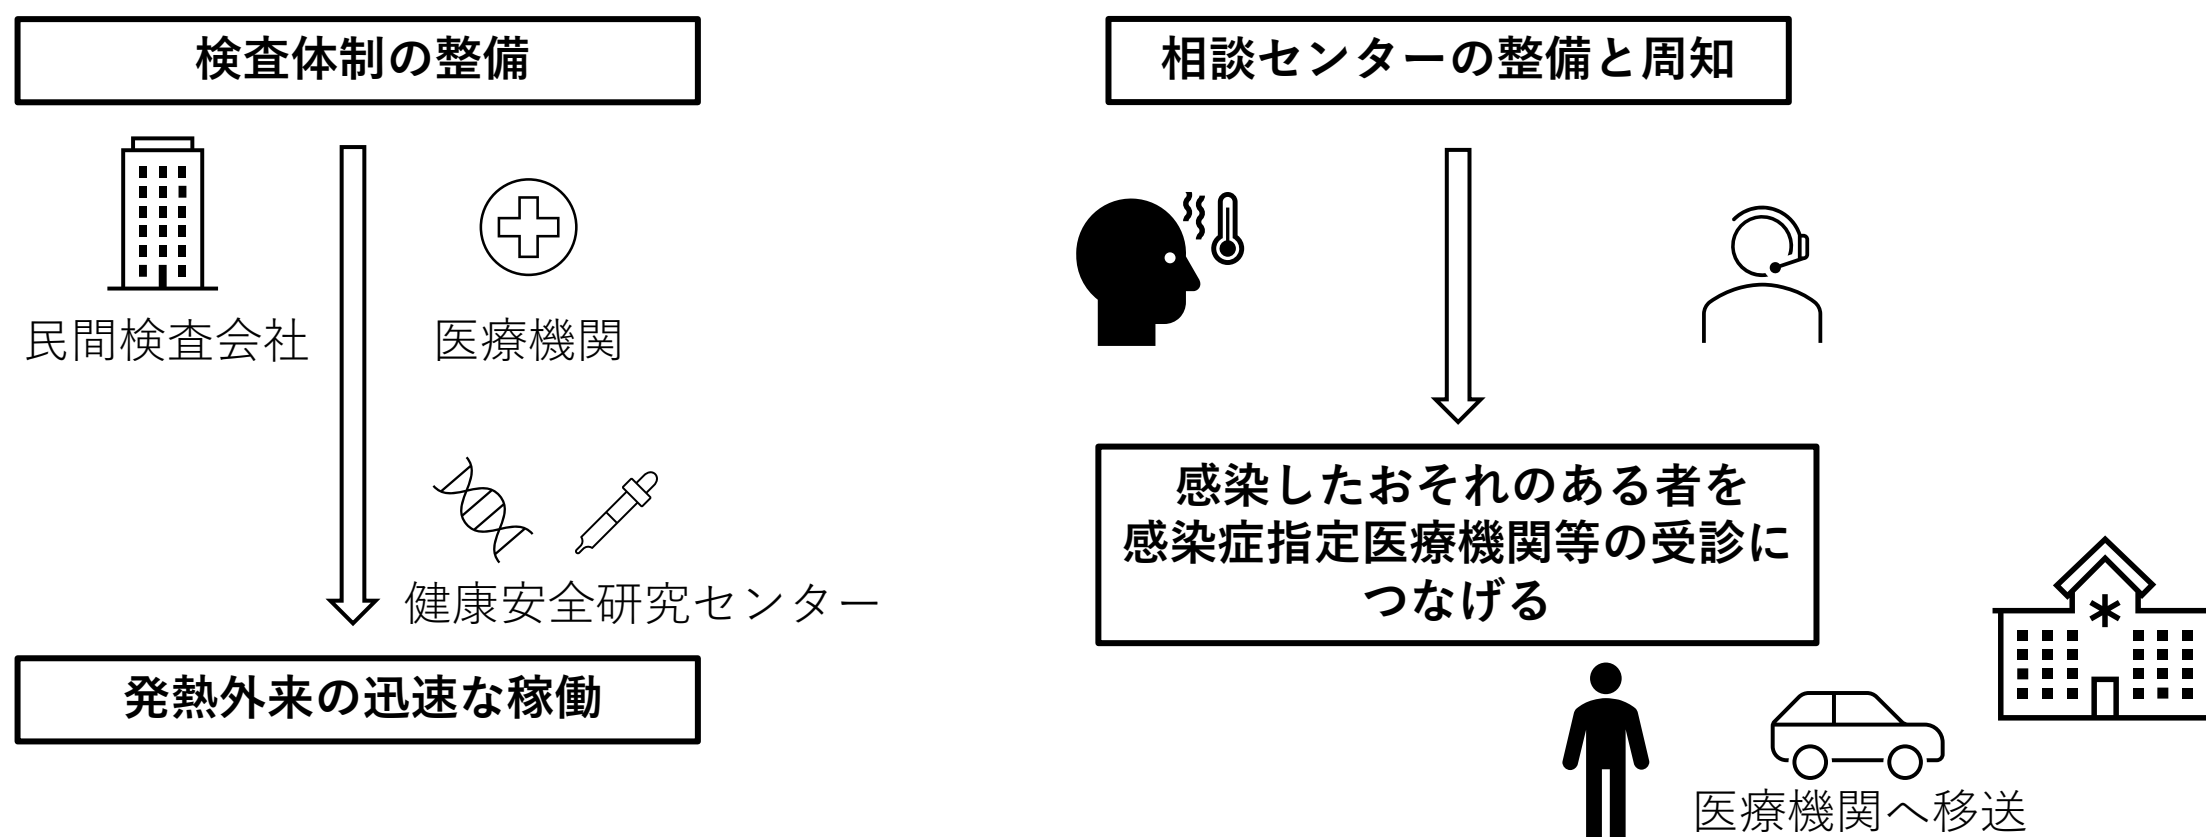 検査体制の整備
民間検査会社
医療機関
健康安全研究センター
発熱外来の迅速な稼働
相談センターの整備と周知
感染したおそれのある者を
感染症指定医療機関等の受診に
つなげる
医療機関へ移送